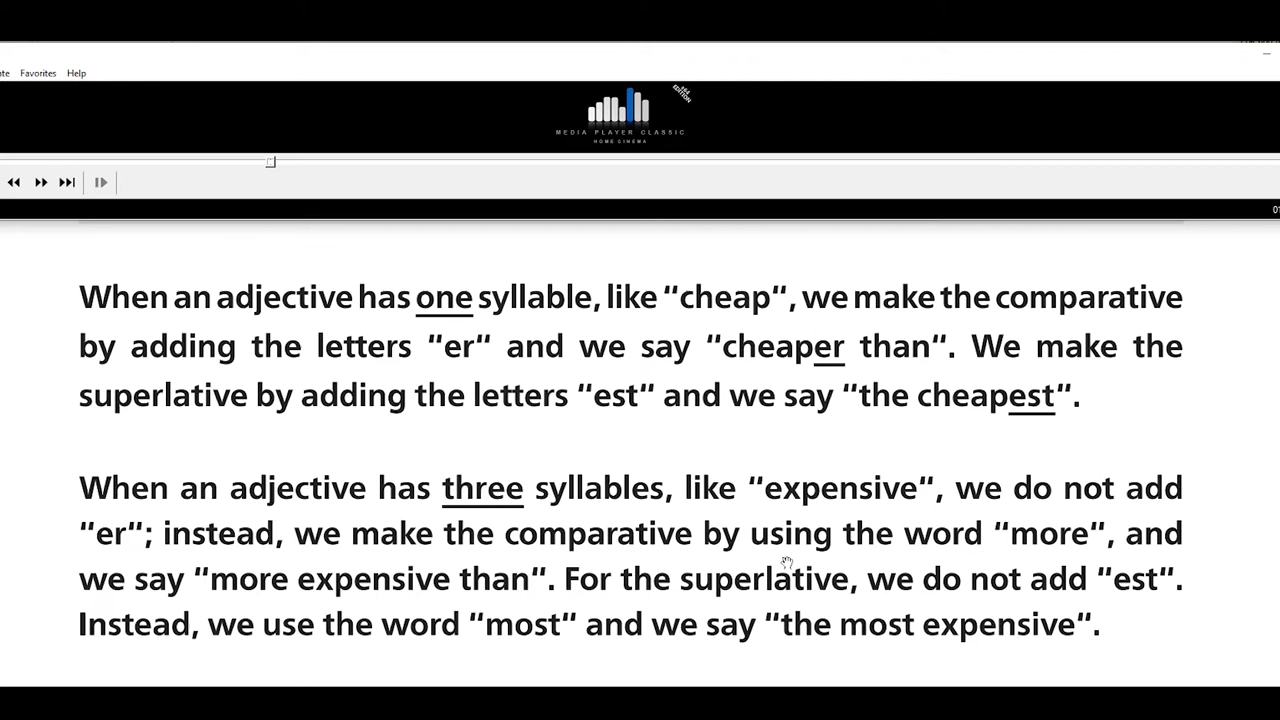 ate Favorites Help
x64
EDITION
MEDIA PLAYER CLASSIC
HOME CINEMA
01
When an adjective has one syllable, like “cheap“, we make the comparative
by adding the letters “er“ and we say “cheaper than“. We make the
superlative by adding the letters “est“ and we say “the cheapest“.
When an adjective has three syllables, like “expensive“, we do not add
“er“; instead, we make the comparative by using the word “more“, and
we say “more expensive than“. For the superlative, we do not add “est“.
Instead, we use the word “most“ and we say “the most expensive“.